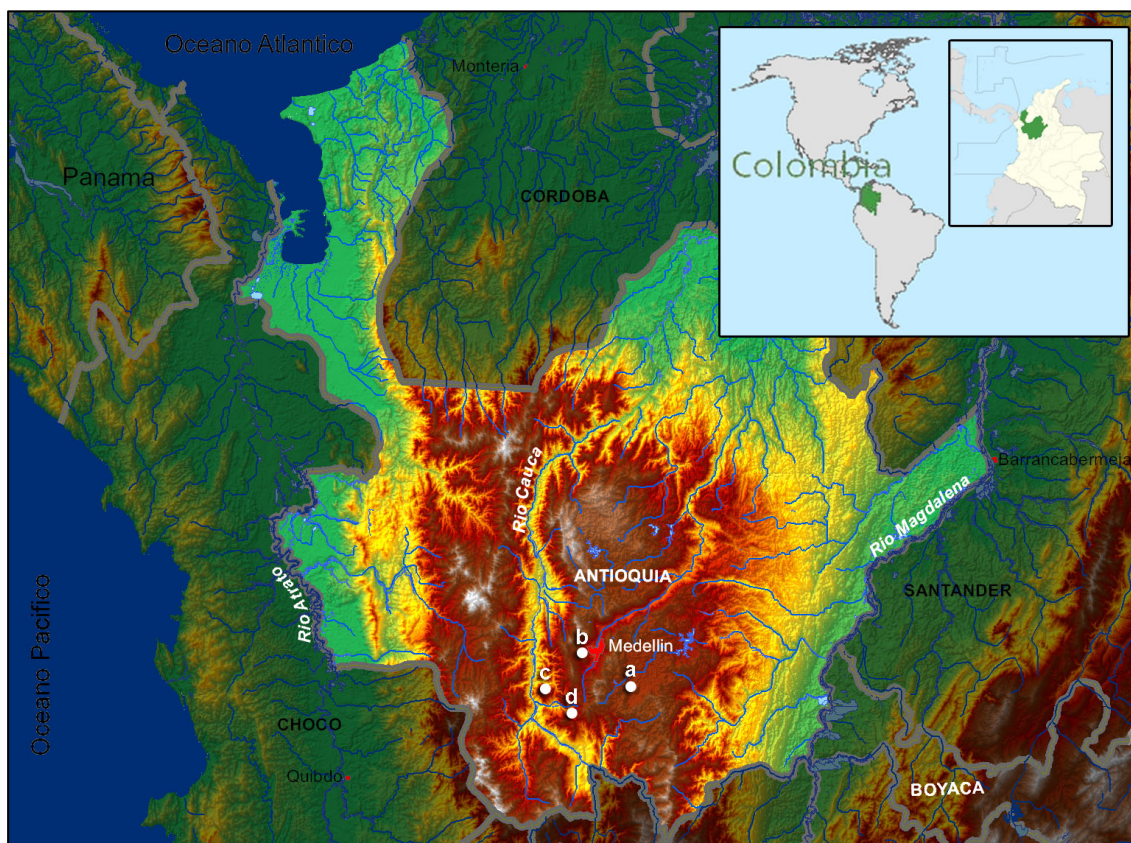 Oceano Atlantico
Monteria
Panama
CORDOBA
Colombia
Rio Cauca
Barrancabermeja
Rio Magdalena
ANTIOQUIA
SANTANDER
Rio Atrato
b
Medellin
a
c
d
Oceano Pacifico
CHOCO
Quibdo
BOYACA